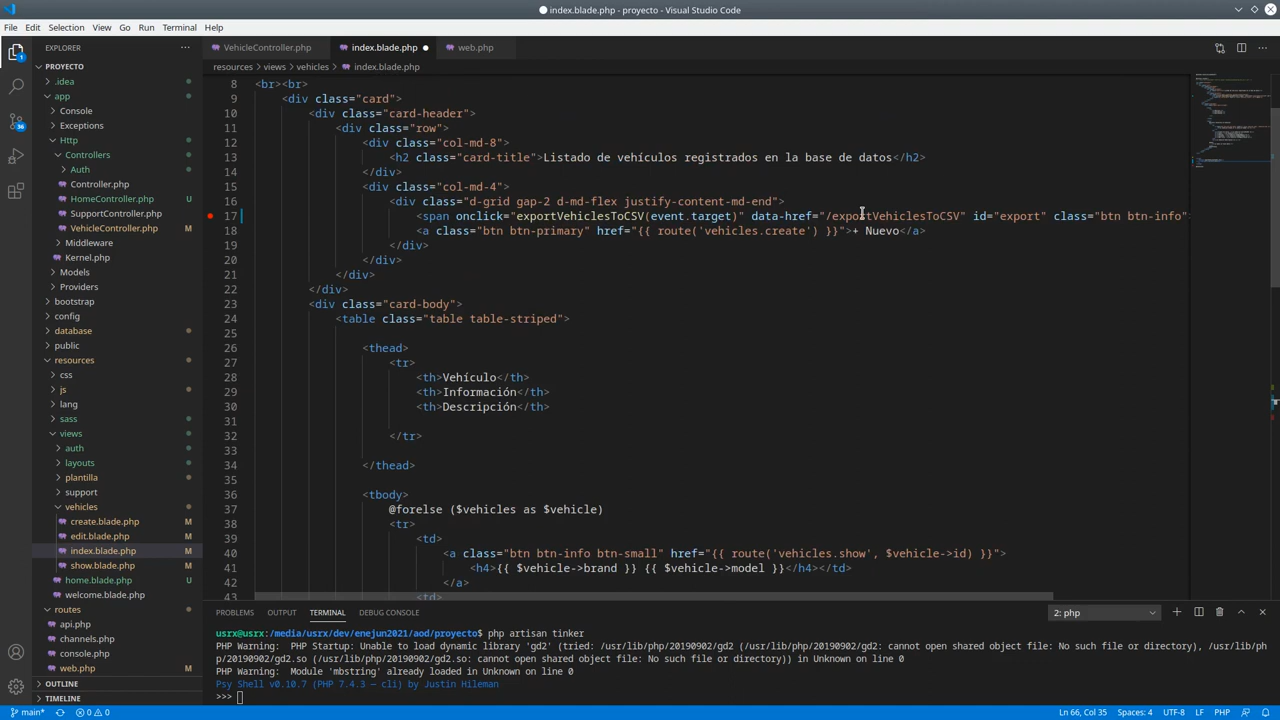 index.blade.php - proyecto - Visual Studio Code
File Edit Selection View Go Run Terminal Help
EXPLORER
VehicleController.php
index.blade.php
web.php
PROYECTO
resources > views > vehicles > index.blade.php
.idea
app
Console
Exceptions
Http
Controllers
Auth
Controller.php
HomeController.php U
SupportController.php
VehicleController.php M
Middleware
Kernel.php
Models
Providers
bootstrap
config
database
public
resources
css
js
lang
sass
views
auth
layouts
plantilla
support
vehicles
create.blade.php M
edit.blade.php M
index.blade.php M
show.blade.php M
home.blade.php U
welcome.blade.php
routes
api.php
channels.php
console.php
web.php M
OUTLINE
TIMELINE
8 <br><br>
9 <div class="card">
10 <div class="card-header">
11 <div class="row">
12 <div class="col-md-8">
13 <h2 class="card-title">Listado de vehículos registrados en la base de datos</h2>
14 </div>
15 <div class="col-md-4">
16 <div class="d-grid gap-2 d-md-flex justify-content-md-end">
17 <span onclick="exportVehiclesToCSV(event.target)" data-href="/exportVehiclesToCSV" id="export" class="btn btn-info"
18 <a class="btn btn-primary" href="{{ route('vehicles.create') }}">+ Nuevo</a>
19 </div>
20 </div>
21 </div>
22 </div>
23 <div class="card-body">
24 <table class="table table-striped">
25
26 <thead>
27 <tr>
28 <th>Vehículo</th>
29 <th>Información</th>
30 <th>Descripción</th>
31
32 </tr>
33
34 </thead>
35
36 <tbody>
37 @forelse ($vehicles as $vehicle)
38 <tr>
39 <td>
40 <a class="btn btn-info btn-small" href="{{ route('vehicles.show', $vehicle->id) }}">
41 <h4>{{ $vehicle->brand }} {{ $vehicle->model }}</h4></td>
42 </a>
43 <td>
PROBLEMS OUTPUT TERMINAL DEBUG CONSOLE
2: php
usrx@usrx:/media/usrx/dev/enejun2021/aod/proyecto$ php artisan tinker
PHP Warning: PHP Startup: Unable to load dynamic library 'gd2' (tried: /usr/lib/php/20190902/gd2 (/usr/lib/php/20190902/gd2: cannot open shared object file: No such file or directory), /usr/lib/ph
p/20190902/gd2.so (/usr/lib/php/20190902/gd2.so: cannot open shared object file: No such file or directory)) in Unknown on line 0
PHP Warning: Module 'mbstring' already loaded in Unknown on line 0
Psy Shell v0.10.7 (PHP 7.4.3 — cli) by Justin Hileman
>>>
main* 0 0
Ln 66, Col 35 Spaces: 4 UTF-8 LF PHP
1
36